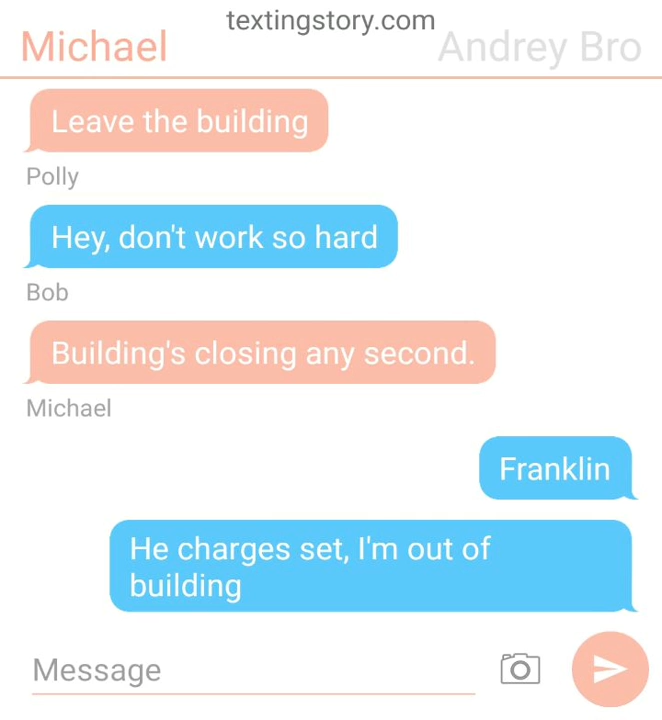 textingstory.com
Michael
Andrey Bro
Leave the building
Polly
Hey, don't work so hard
Bob
Building's closing any second.
Michael
Franklin
He charges set, I'm out of
building
Message